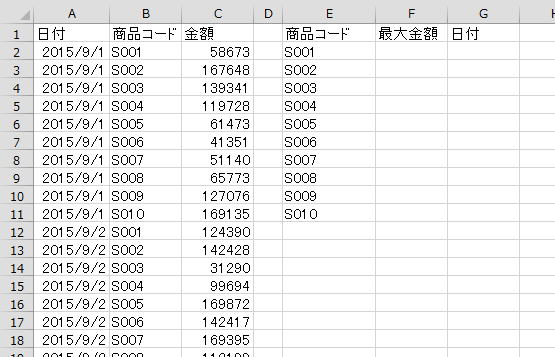 A B C D E F G
1 日付 商品コード 金額 商品コード 最大金額 日付
2 2015/9/1 S001 58673 S001
3 2015/9/1 S002 167648 S002
4 2015/9/1 S003 139341 S003
5 2015/9/1 S004 119728 S004
6 2015/9/1 S005 61473 S005
7 2015/9/1 S006 41351 S006
8 2015/9/1 S007 51140 S007
9 2015/9/1 S008 65773 S008
10 2015/9/1 S009 127076 S009
11 2015/9/1 S010 169135 S010
12 2015/9/2 S001 124390
13 2015/9/2 S002 142428
14 2015/9/2 S003 31290
15 2015/9/2 S004 99694
16 2015/9/2 S005 169872
17 2015/9/2 S006 142417
18 2015/9/2 S007 169395